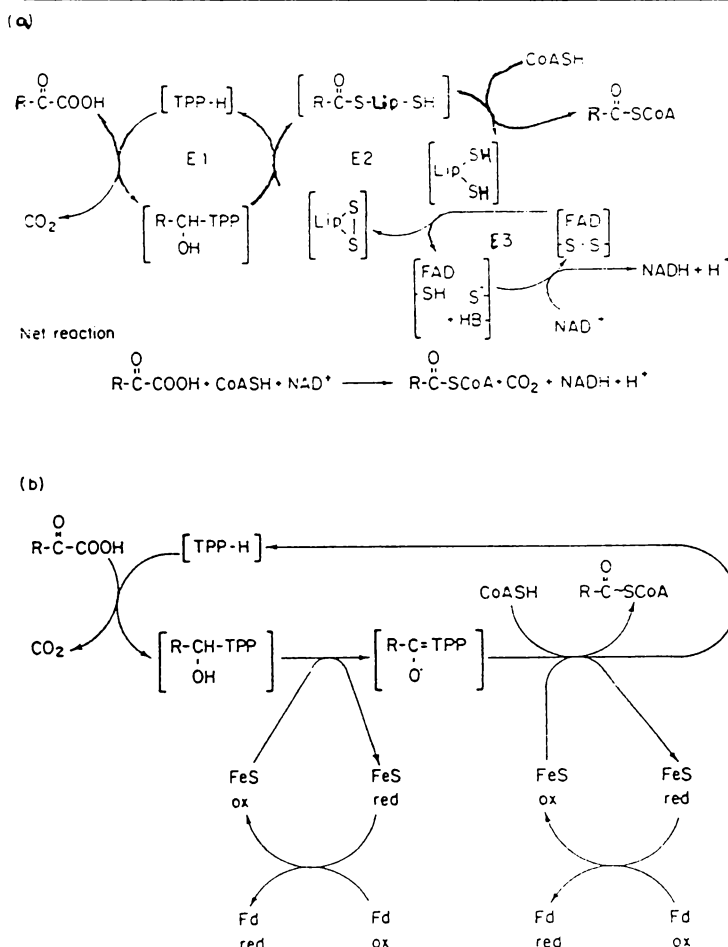 (a)
O
R-C-COOH
[TPP-H]
[R-C-S-Lip-SH]
O
CoASH
O
R-C-SCoA
E1
E2
[Lip SH SH]
CO2
[R-CH-TPP]
OH
[Lip S S]
E3
[FAD S·S]
[FAD SH S-
+ HB]
NADH + H+
NAD+
Net reaction
O
R-C-COOH + CoASH + NAD+ → R-C-SCoA + CO2 + NADH + H+
O
(b)
O
R-C-COOH
[TPP-H]
CoASH
O
R-C-SCoA
CO2
[R-CH-TPP]
OH
[R-C=TPP]
O·
FeS ox
FeS red
FeS ox
FeS red
Fd red
Fd ox
Fd red
Fd ox